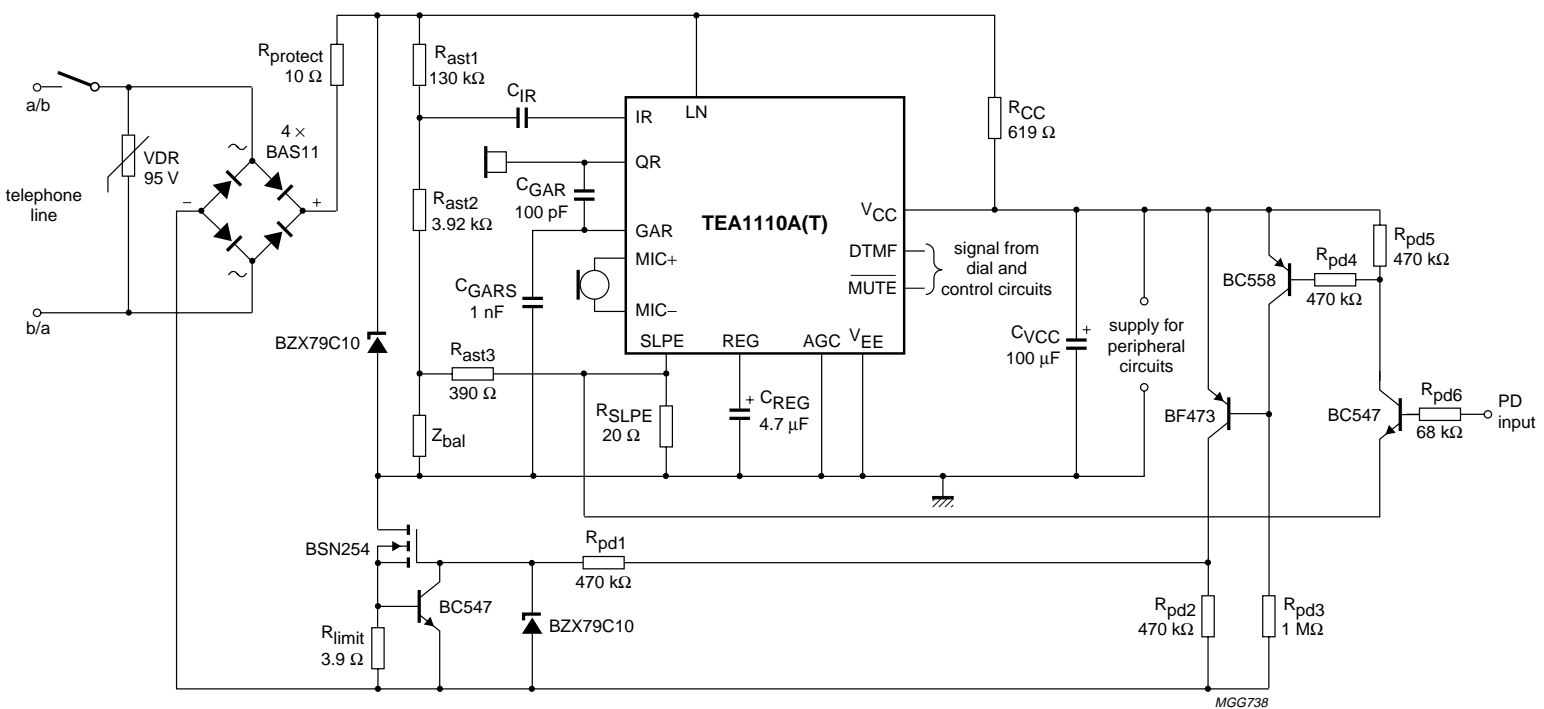 Rprotect
10 Ω
a/b
VDR
95 V
4 ×
BAS11
∼
−
+
∼
telephone
line
b/a
Rast1
130 kΩ
CIR
Rast2
3.92 kΩ
CGAR
100 pF
CGARS
1 nF
BZX79C10
Rast3
390 Ω
Zbal
IR
LN
QR
GAR
MIC+
MIC−
SLPE
REG
AGC
VEE
TEA1110A(T)
VCC
DTMF
MUTE
signal from
dial and
control circuits
RCC
619 Ω
RSLPE
20 Ω
+
CREG
4.7 μF
CVCC
100 μF
+
supply for
peripheral
circuits
BC558
Rpd4
470 kΩ
Rpd5
470 kΩ
BF473
BC547
Rpd6
68 kΩ
PD
input
BSN254
BC547
Rlimit
3.9 Ω
BZX79C10
Rpd1
470 kΩ
Rpd2
470 kΩ
Rpd3
1 MΩ
MGG738